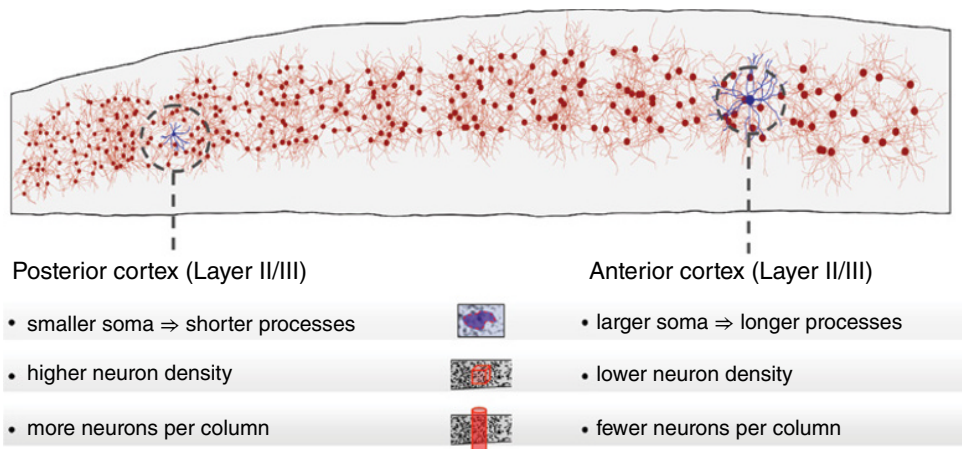 Posterior cortex (Layer II/III)
Anterior cortex (Layer II/III)
• smaller soma ⇒ shorter processes
• larger soma ⇒ longer processes
• higher neuron density
• lower neuron density
• more neurons per column
• fewer neurons per column